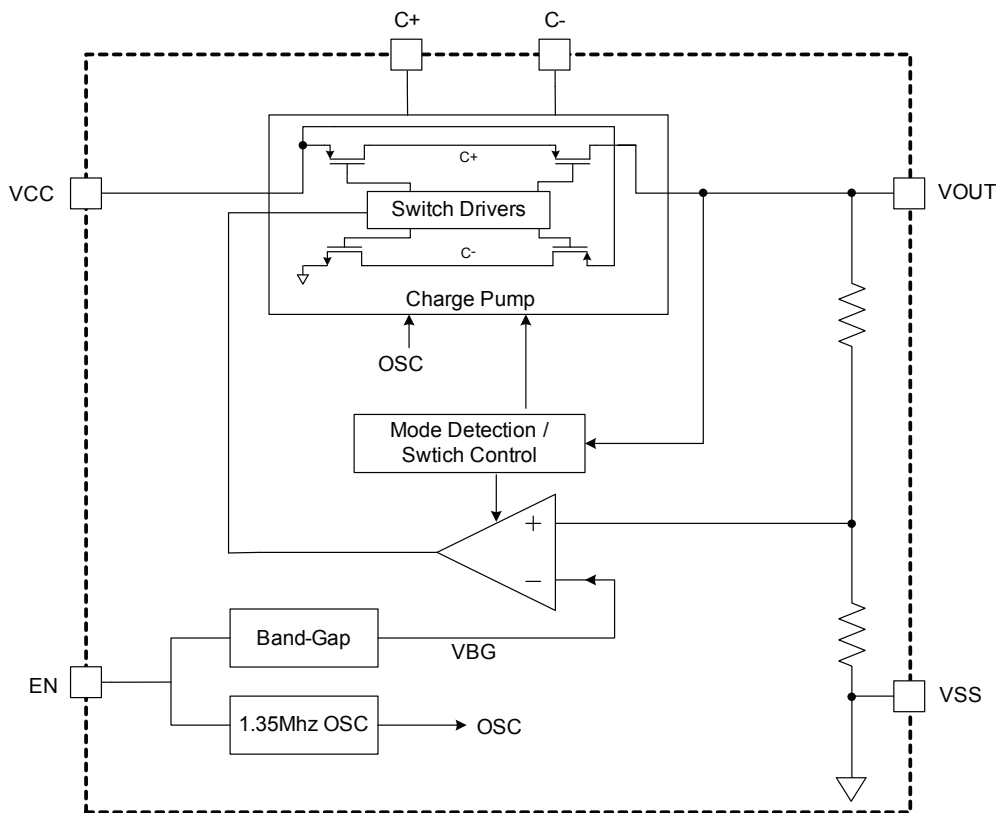 C+
C-
C+
VCC
VOUT
Switch Drivers
C-
Charge Pump
OSC
Mode Detection /
Swtich Control
+
−
Band-Gap
VBG
EN
VSS
1.35Mhz OSC
OSC